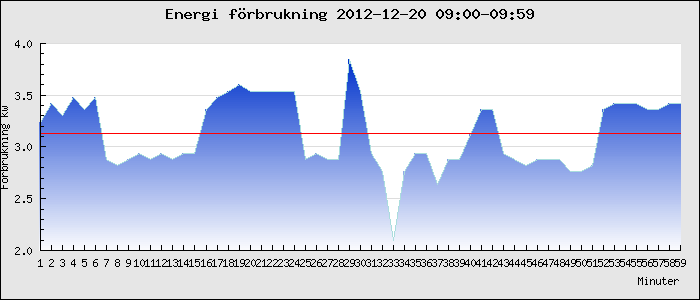 Energi förbrukning 2012-12-20 09:00-09:59
4.0
3.5
3.0
2.5
2.0
Förbrukning kw
1 2 3 4 5 6 7 8 9 10 11 12 13 14 15 16 17 18 19 20 21 22 23 24 25 26 27 28 29 30 31 32 33 34 35 36 37 38 39 40 41 42 43 44 45 46 47 48 49 50 51 52 53 54 55 56 57 58 59
Minuter